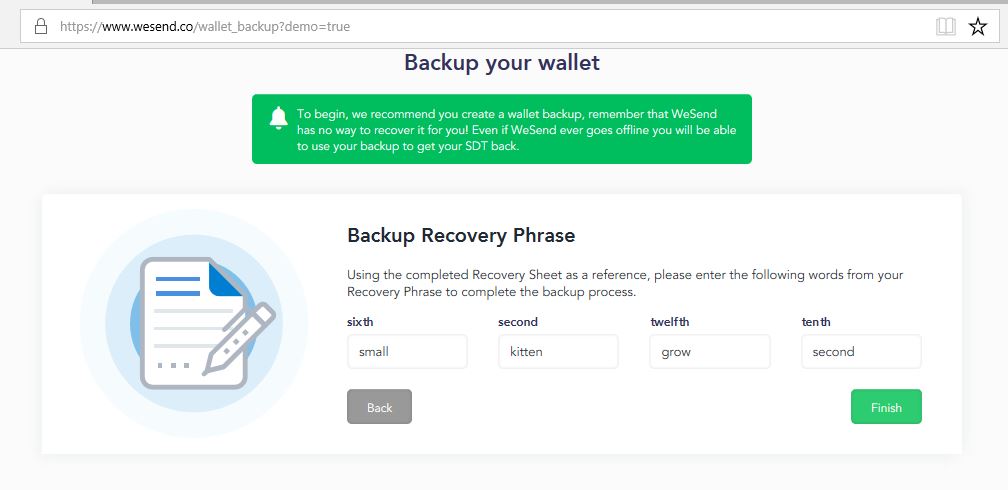 https://www.wesend.co/wallet_backup?demo=true
Backup your wallet
To begin, we recommend you create a wallet backup, remember that WeSend
has no way to recover it for you! Even if WeSend ever goes offline you will be able
to use your backup to get your SDT back.
Backup Recovery Phrase
Using the completed Recovery Sheet as a reference, please enter the following words from your
Recovery Phrase to complete the backup process.
sixth second twelfth tenth
small kitten grow second
Back Finish